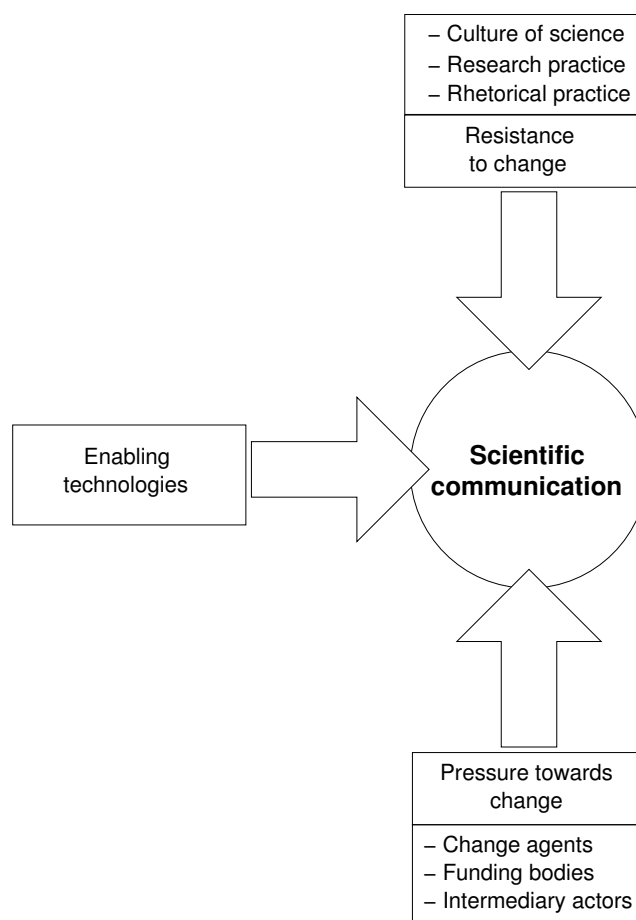 – Culture of science
– Research practice
– Rhetorical practice
Resistance
to change
Enabling
technologies
Scientific
communication
Pressure towards
change
– Change agents
– Funding bodies
– Intermediary actors